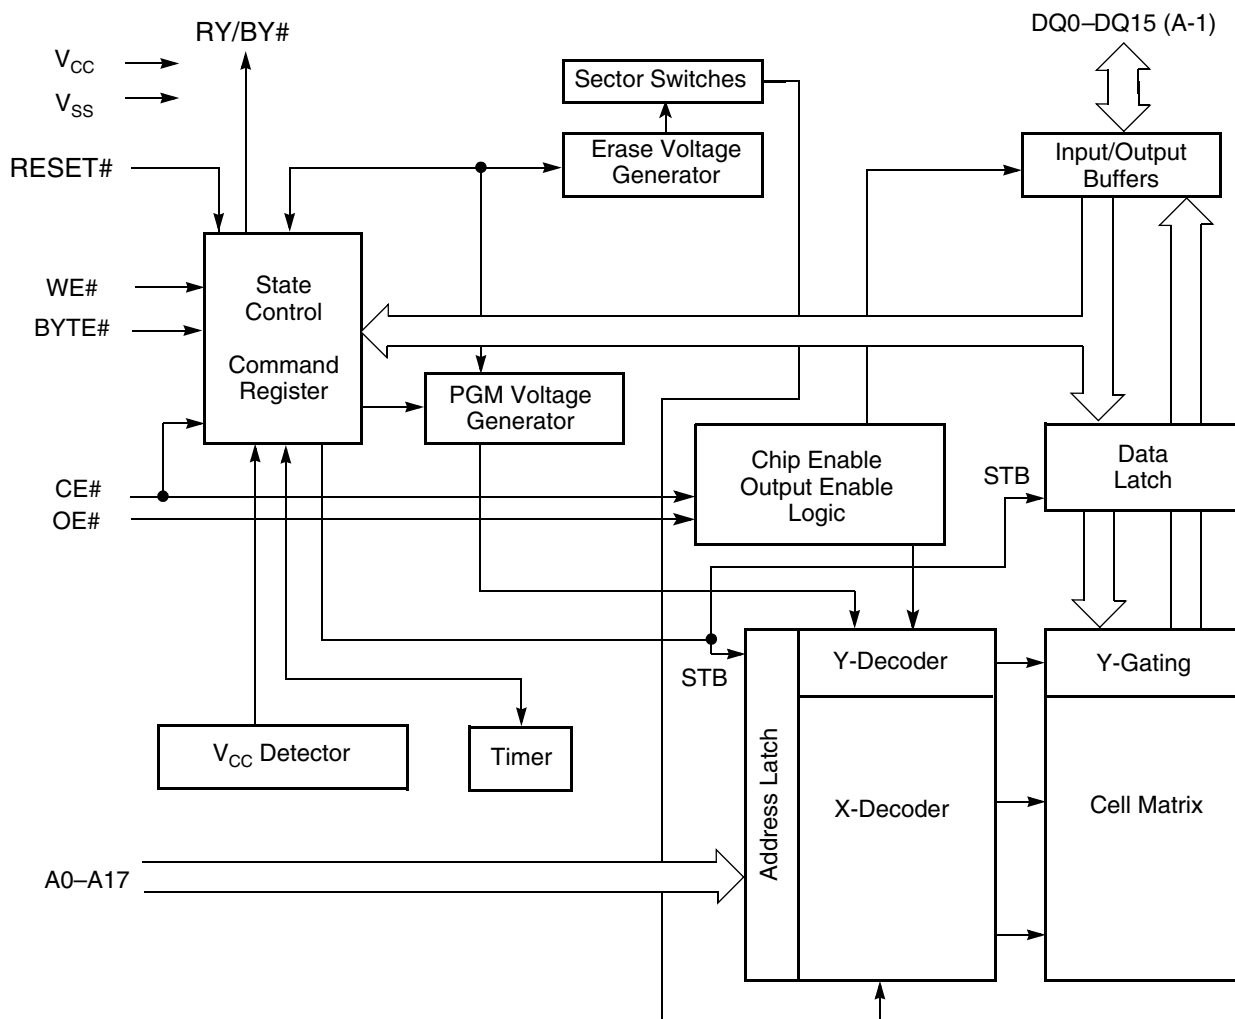 RY/BY#
DQ0–DQ15 (A-1)
VCC
VSS
Sector Switches
RESET#
Erase Voltage
Generator
Input/Output
Buffers
WE#
BYTE#
State
Control
Command
Register
PGM Voltage
Generator
CE#
OE#
Chip Enable
Output Enable
Logic
STB
Data
Latch
STB
Y-Decoder
Y-Gating
VCC Detector
Timer
Address Latch
X-Decoder
Cell Matrix
A0–A17